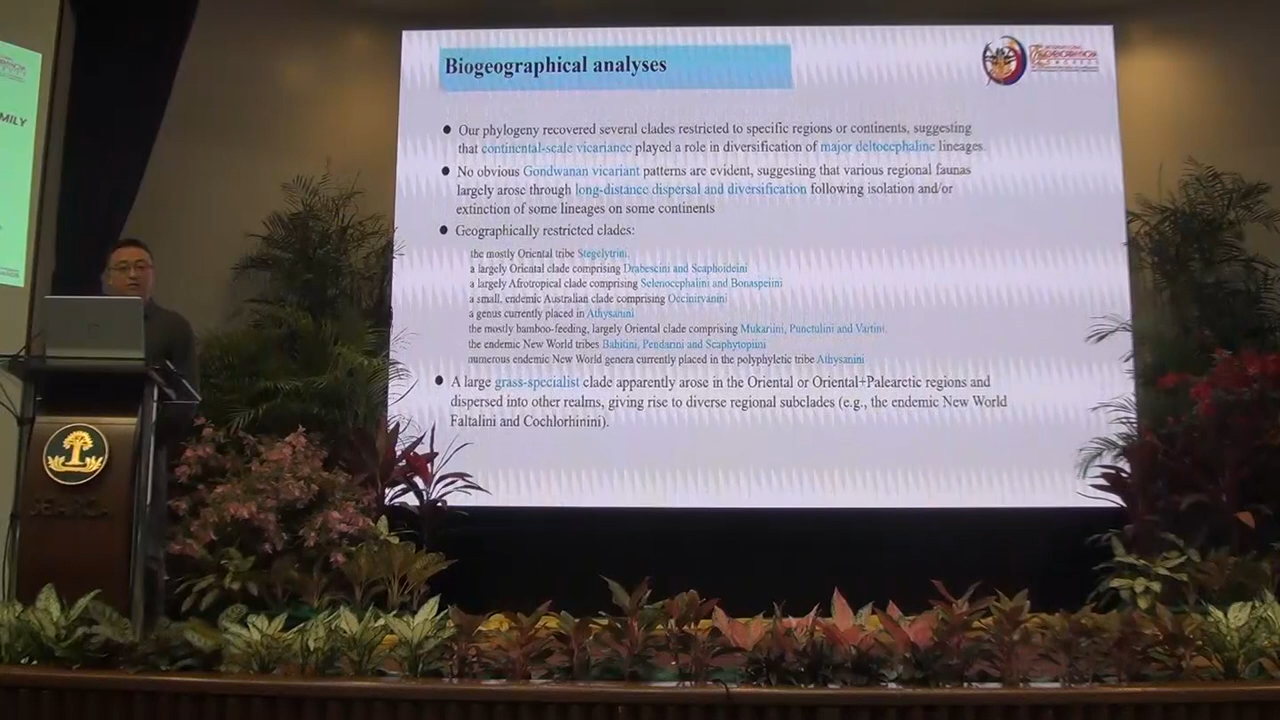 MILY
Biogeographical analyses
INTERNATIONAL
CONGRESS
● Our phylogeny recovered several clades restricted to specific regions or continents, suggesting
that continental-scale vicariance played a role in diversification of major deltocephaline lineages.
● No obvious Gondwanan vicariant patterns are evident, suggesting that various regional faunas
largely arose through long-distance dispersal and diversification following isolation and/or
extinction of some lineages on some continents
● Geographically restricted clades:
the mostly Oriental tribe Stegelytrini,
a largely Oriental clade comprising Drabescini and Scaphoideini
a largely Afrotropical clade comprising Selenocephalini and Bonaspeiini
a small, endemic Australian clade comprising Occinirvanini
a genus currently placed in Athysanini
the mostly bamboo-feeding, largely Oriental clade comprising Mukariini, Punctulini and Vartini,
the endemic New World tribes Bahitini, Pendarini and Scaphytopiini
numerous endemic New World genera currently placed in the polyphyletic tribe Athysanini
● A large grass-specialist clade apparently arose in the Oriental or Oriental+Palearctic regions and
dispersed into other realms, giving rise to diverse regional subclades (e.g., the endemic New World
Faltalini and Cochlorhinini).
SEARCA